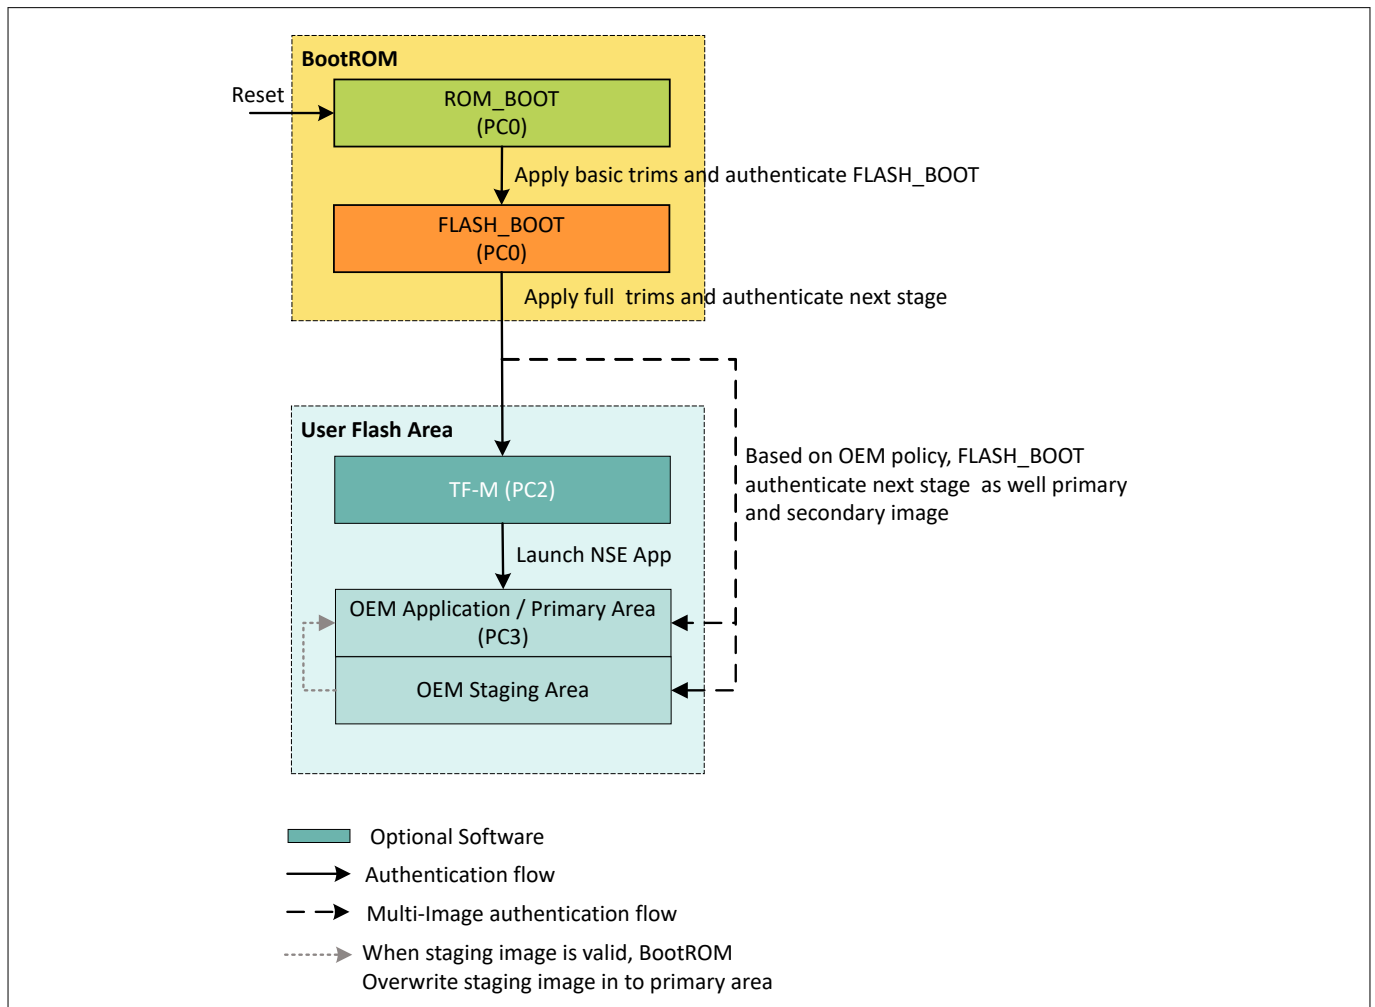 BootROM
Reset
ROM_BOOT
(PC0)
Apply basic trims and authenticate FLASH_BOOT
FLASH_BOOT
(PC0)
Apply full  trims and authenticate next stage
User Flash Area
TF-M (PC2)
Based on OEM policy, FLASH_BOOT
authenticate next stage  as well primary
and secondary image
Launch NSE App
OEM Application / Primary Area
(PC3)
OEM Staging Area
Optional Software
Authentication flow
Multi-Image authentication flow
When staging image is valid, BootROM
Overwrite staging image in to primary area